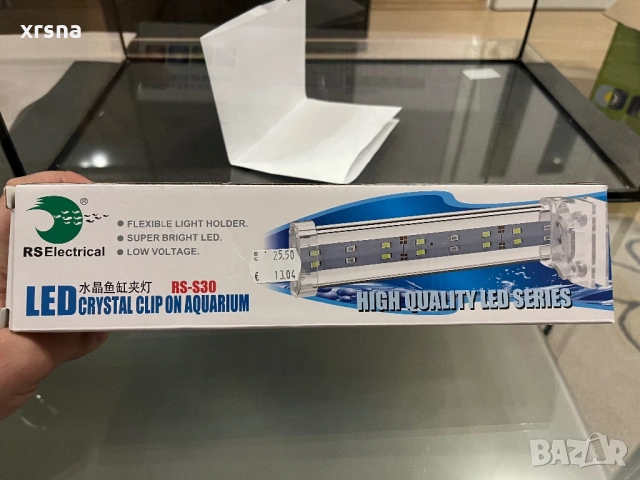 xrsna
®
RSElectrical
FLEXIBLE LIGHT HOLDER.
SUPER BRIGHT LED.
LOW VOLTAGE.
25,50
€ 13.04
LED 水晶鱼缸夹灯 RS-S30
CRYSTAL CLIP ON AQUARIUM
HIGH QUALITY LED SERIES
BAZAR